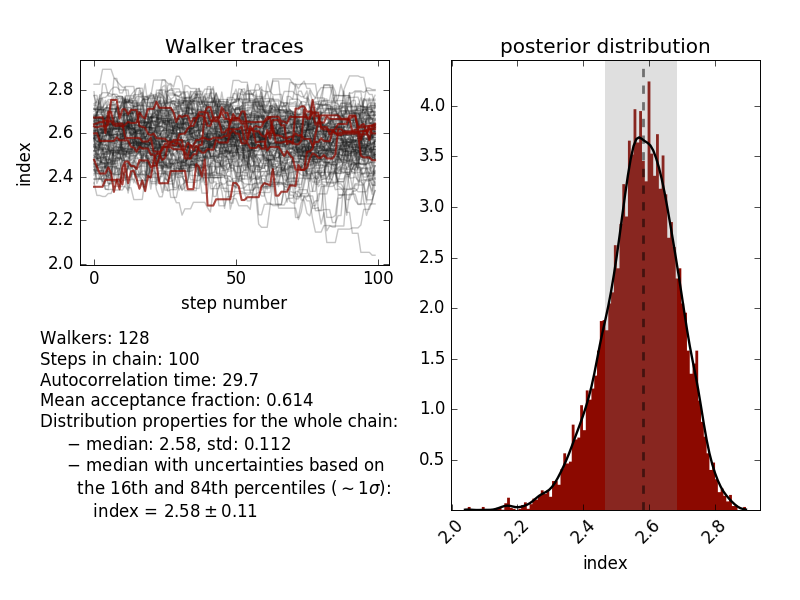 Walker traces
index
2.8
2.6
2.4
2.2
2.0
0 50 100
step number
Walkers: 128
Steps in chain: 100
Autocorrelation time: 29.7
Mean acceptance fraction: 0.614
Distribution properties for the whole chain:
− median: 2.58, std: 0.112
− median with uncertainties based on
the 16th and 84th percentiles (∼1σ):
index = 2.58 ± 0.11
posterior distribution
4.0
3.5
3.0
2.5
2.0
1.5
1.0
0.5
2.0 2.2 2.4 2.6 2.8
index